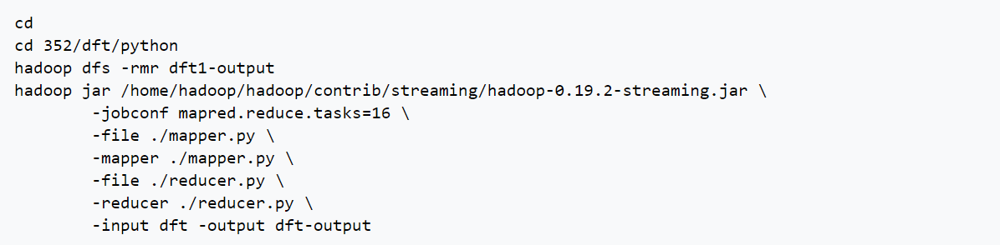 cd
cd 352/dft/python
hadoop dfs -rmr dft1-output
hadoop jar /home/hadoop/hadoop/contrib/streaming/hadoop-0.19.2-streaming.jar \
        -jobconf mapred.reduce.tasks=16 \
        -file ./mapper.py \
        -mapper ./mapper.py \
        -file ./reducer.py \
        -reducer ./reducer.py \
        -input dft -output dft-output